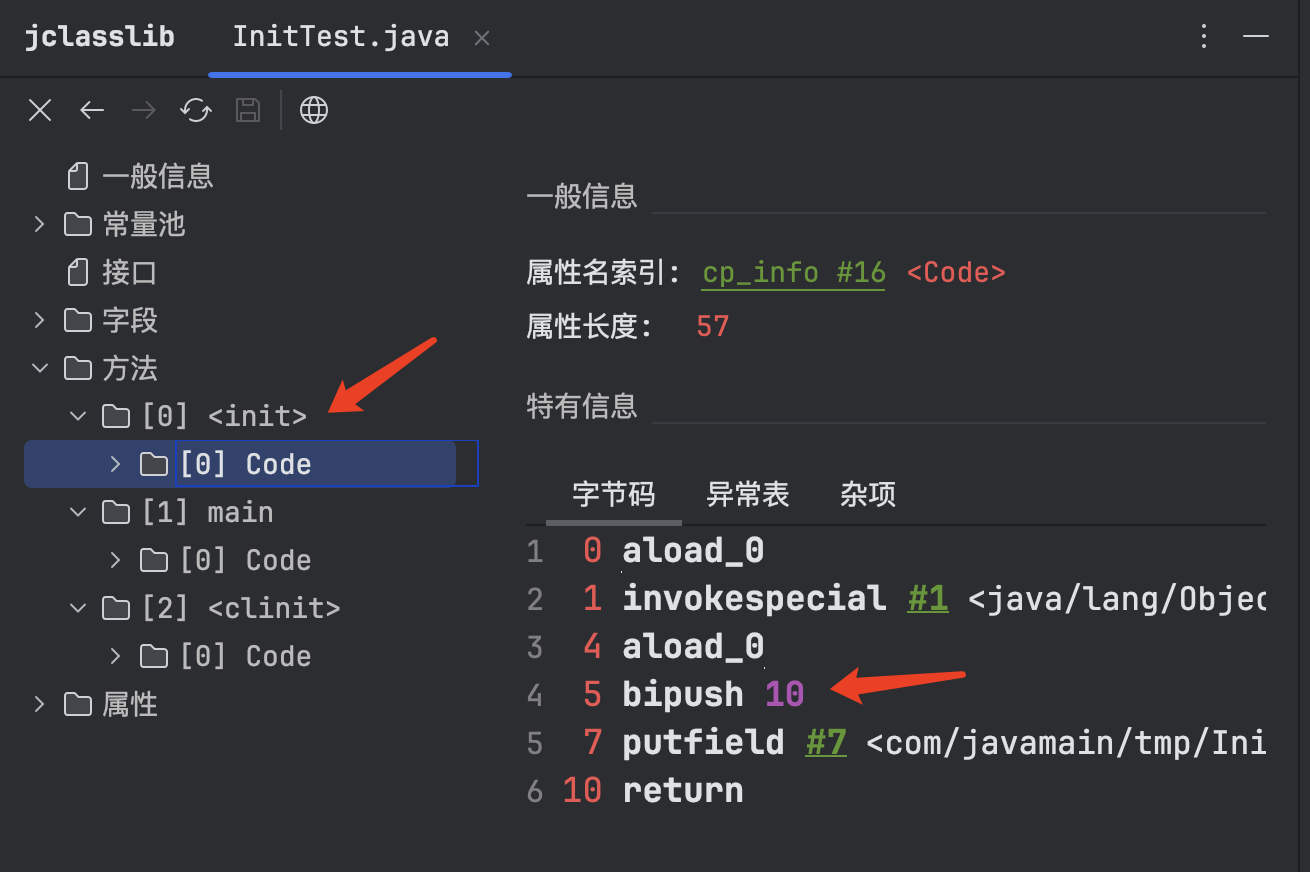 jclasslib InitTest.java
一般信息
常量池
接口
字段
方法
[0] <init>
[0] Code
[1] main
[0] Code
[2] <clinit>
[0] Code
属性
一般信息
属性名索引: cp_info #16 <Code>
属性长度: 57
特有信息
字节码 异常表 杂项
1 0 aload_0
2 1 invokespecial #1 <java/lang/Objec
3 4 aload_0
4 5 bipush 10
5 7 putfield #7 <com/javamain/tmp/Ini
6 10 return